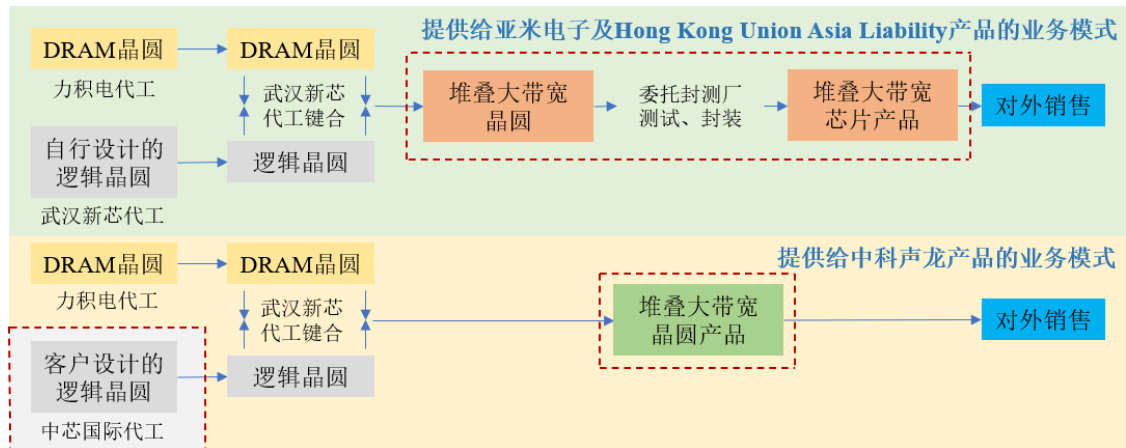 提供给亚米电子及Hong Kong Union Asia Liability产品的业务模式
DRAM晶圆
力积电代工
DRAM晶圆
武汉新芯
代工键合
自行设计的
逻辑晶圆
武汉新芯代工
逻辑晶圆
堆叠大带宽
晶圆
委托封测厂
测试、封装
堆叠大带宽
芯片产品
对外销售
提供给中科声龙产品的业务模式
DRAM晶圆
力积电代工
DRAM晶圆
武汉新芯
代工键合
客户设计的
逻辑晶圆
中芯国际代工
逻辑晶圆
堆叠大带宽
晶圆产品
对外销售